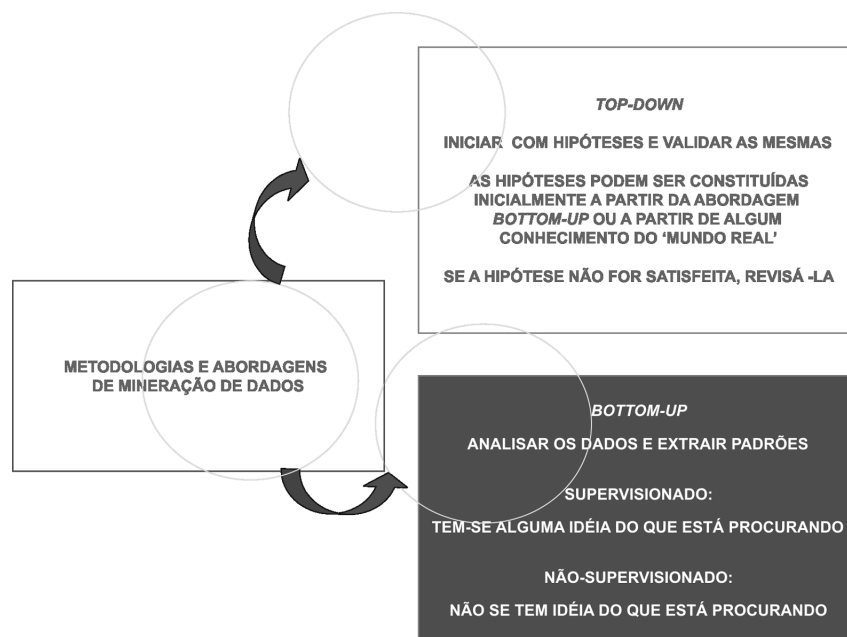 TOP-DOWN
INICIAR COM HIPÓTESES E VALIDAR AS MESMAS
AS HIPÓTESES PODEM SER CONSTITUÍDAS
INICIALMENTE A PARTIR DA ABORDAGEM
BOTTOM-UP OU A PARTIR DE ALGUM
CONHECIMENTO DO ‘MUNDO REAL’
SE A HIPÓTESE NÃO FOR SATISFEITA, REVISÁ -LA
METODOLOGIAS E ABORDAGENS
DE MINERAÇÃO DE DADOS
BOTTOM-UP
ANALISAR OS DADOS E EXTRAIR PADRÕES
SUPERVISIONADO:
TEM-SE ALGUMA IDÉIA DO QUE ESTÁ PROCURANDO
NÃO-SUPERVISIONADO:
NÃO SE TEM IDÉIA DO QUE ESTÁ PROCURANDO